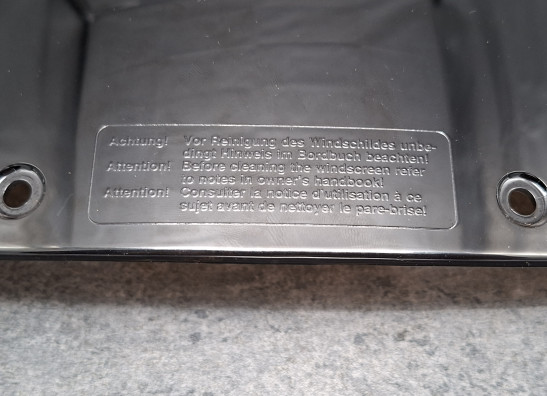 Achtung! Vor Reinigung des Windschildes unbe-
dingt Hinweis im Bordbuch beachten!
Attention! Before cleaning the windscreen refer
to notes in owner's handbook!
Attention! Consulter la notice d'utilisation à ce
sujet avant de nettoyer le pare-brise!